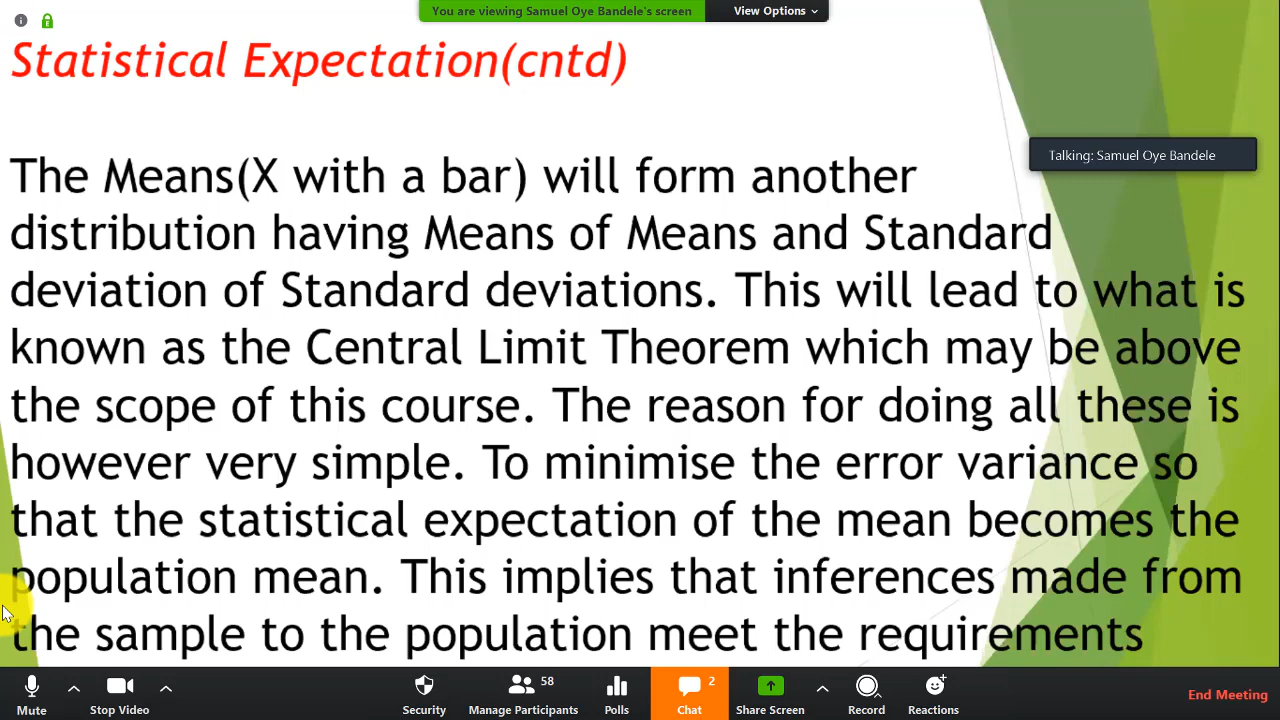 You are viewing Samuel Oye Bandele's screen
View Options
Statistical Expectation(cntd)
Talking: Samuel Oye Bandele
The Means(X with a bar) will form another
distribution having Means of Means and Standard
deviation of Standard deviations. This will lead to what is
known as the Central Limit Theorem which may be above
the scope of this course. The reason for doing all these is
however very simple. To minimise the error variance so
that the statistical expectation of the mean becomes the
population mean. This implies that inferences made from
the sample to the population meet the requirements
58
2
Mute
Stop Video
Security
Manage Participants
Polls
Chat
Share Screen
Record
Reactions
End Meeting